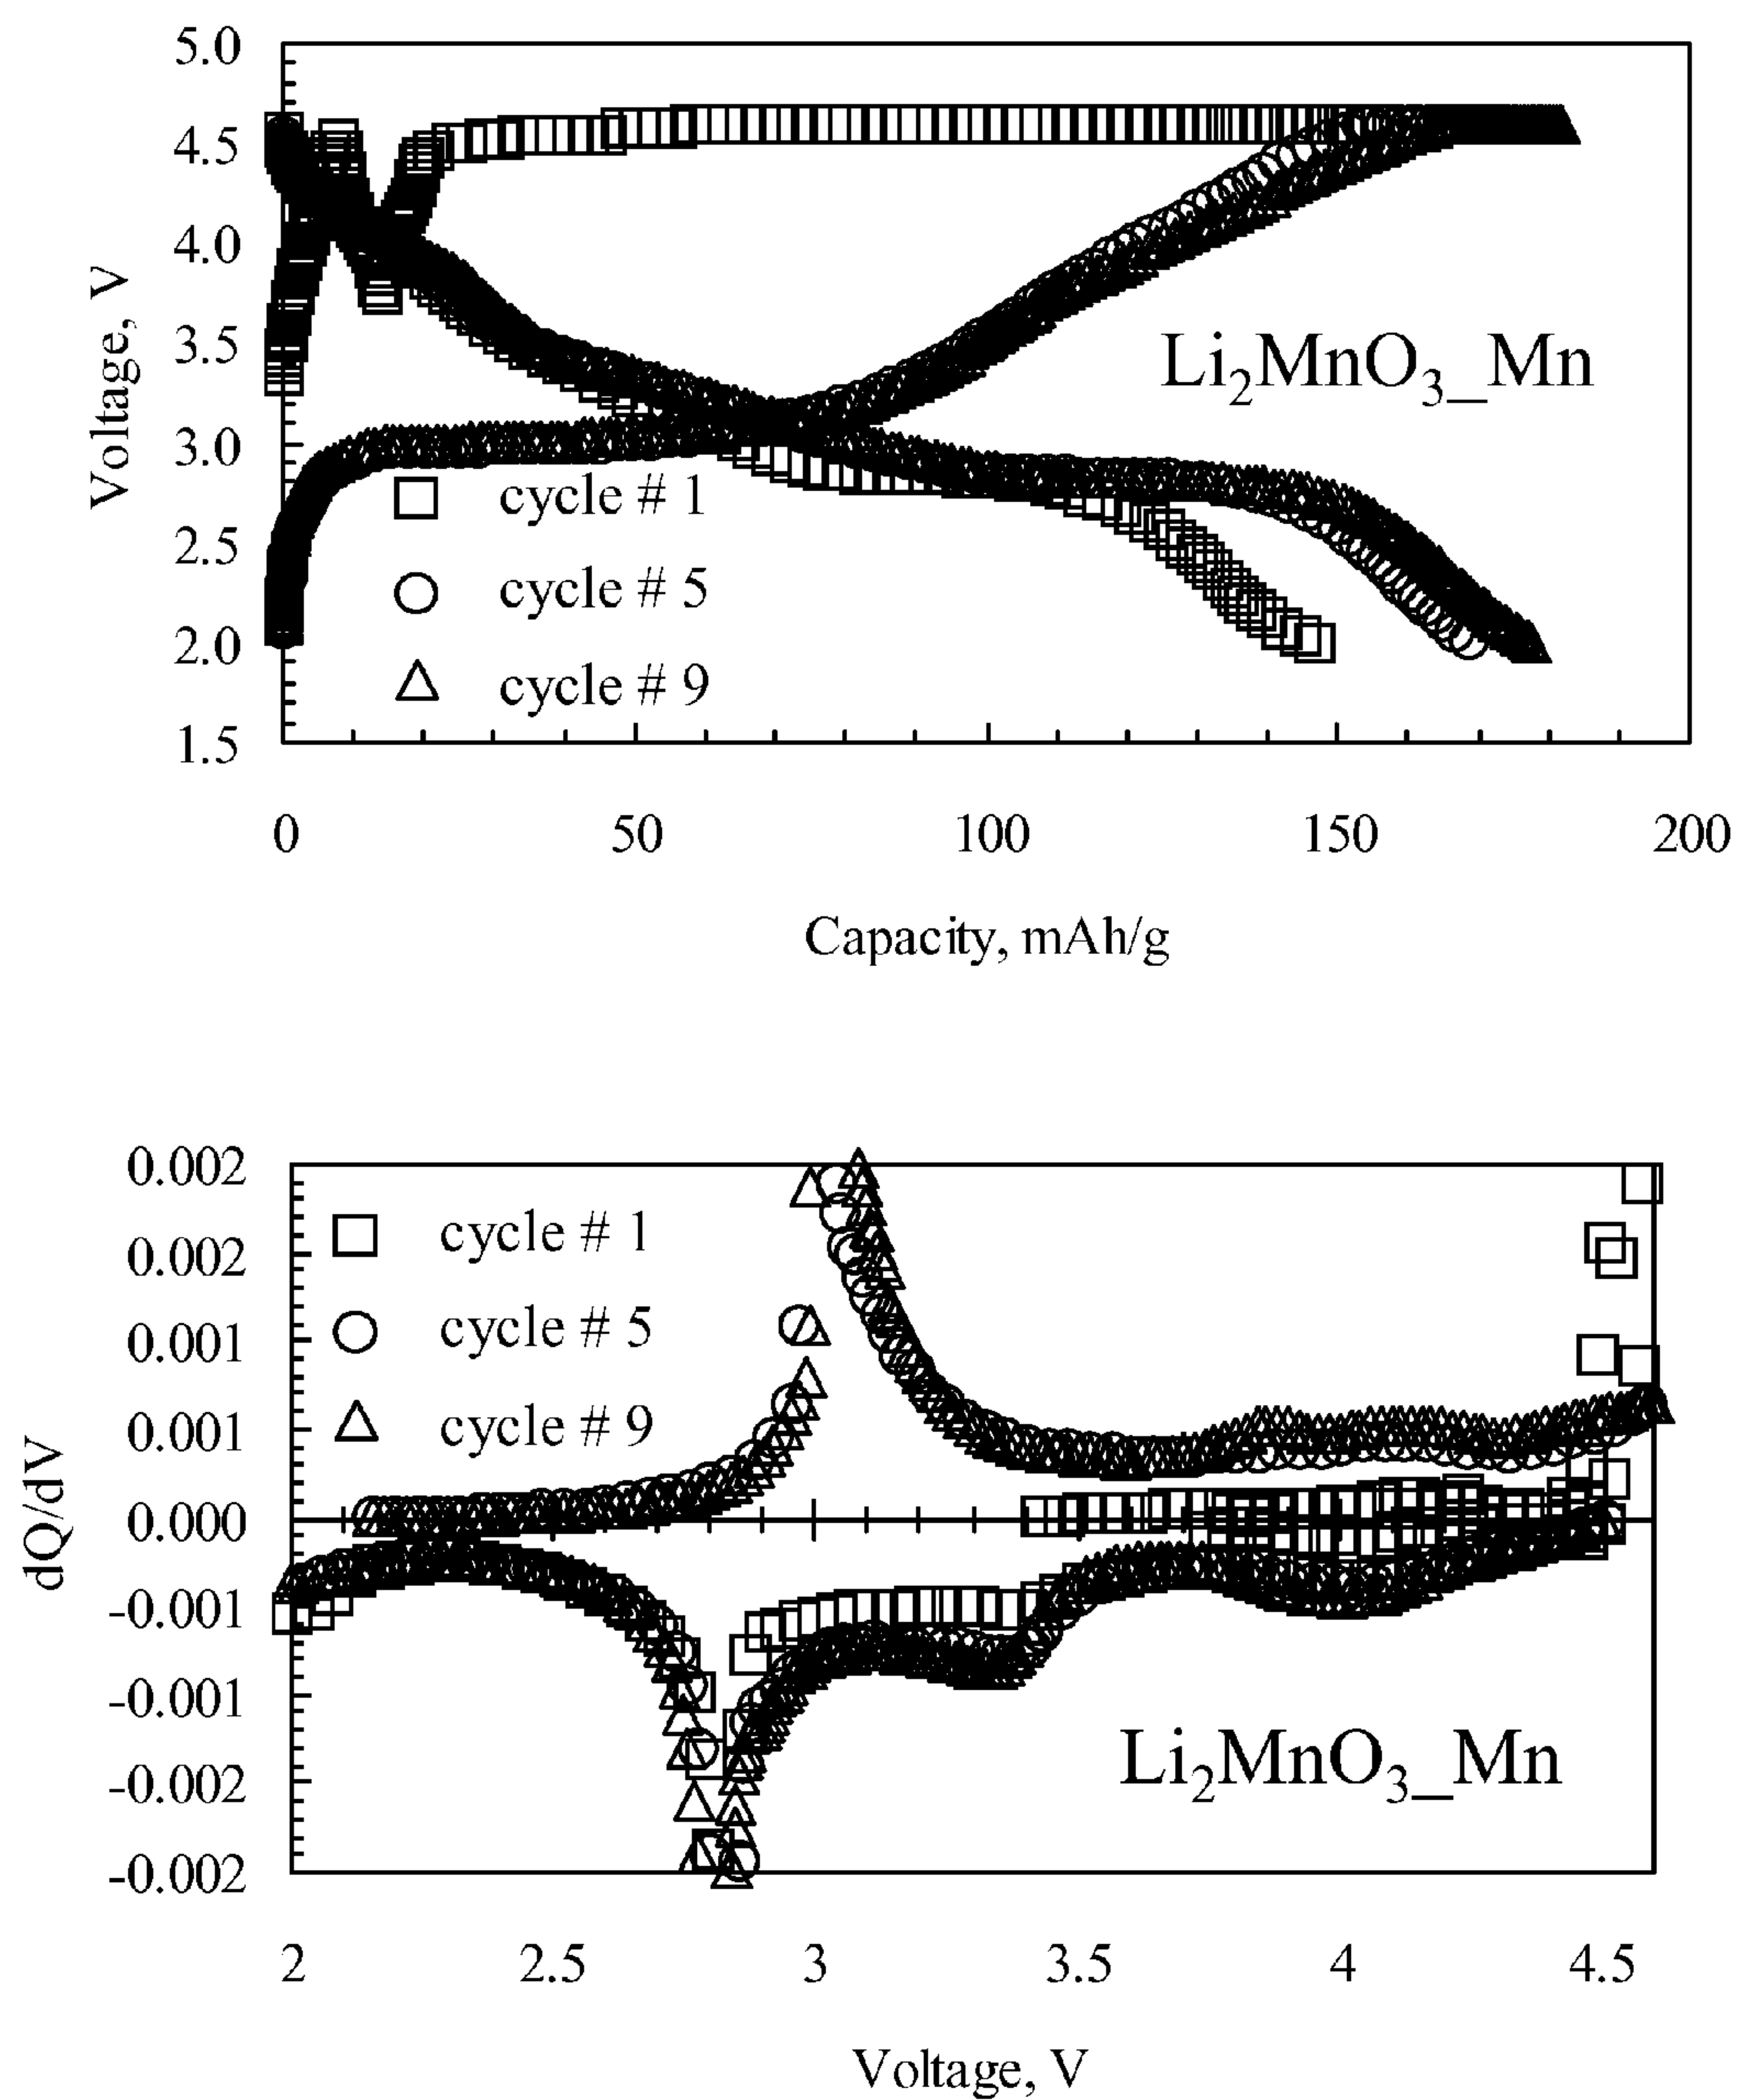 5.0
4.5
4.0
3.5
3.0
2.5
2.0
1.5
Voltage, V
Li₂MnO₃_Mn
cycle # 1
cycle # 5
cycle # 9
0 50 100 150 200
Capacity, mAh/g
0.002
0.002
0.001
0.001
0.000
-0.001
-0.001
-0.002
-0.002
dQ/dV
cycle # 1
cycle # 5
cycle # 9
Li₂MnO₃_Mn
2 2.5 3 3.5 4 4.5
Voltage, V